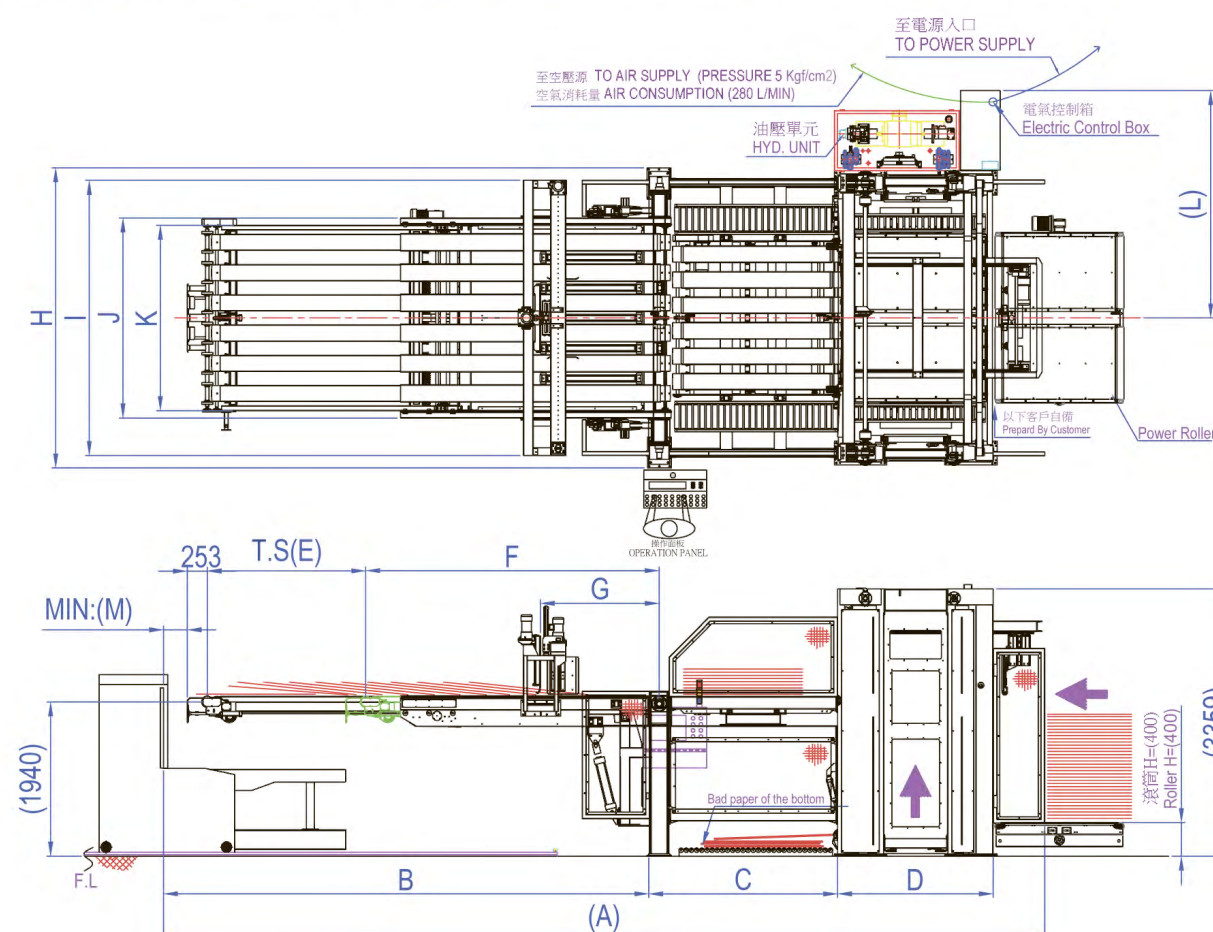 至電源入口
TO POWER SUPPLY
至空壓源 TO AIR SUPPLY (PRESSURE 5 Kgf/cm2)
空氣消耗量 AIR CONSUMPTION (280 L/MIN)
電氣控制箱
Electric Control Box
油壓單元
HYD. UNIT
(L)
H
I
J
K
以下客戶自備
Prepard By Customer
Power Roller
操作面板
OPERATION PANEL
253
T.S(E)
F
G
MIN:(M)
(1940)
滾筒H=(400)
Roller H=(400)
Bad paper of the bottom
F.L
B
C
D
(A)